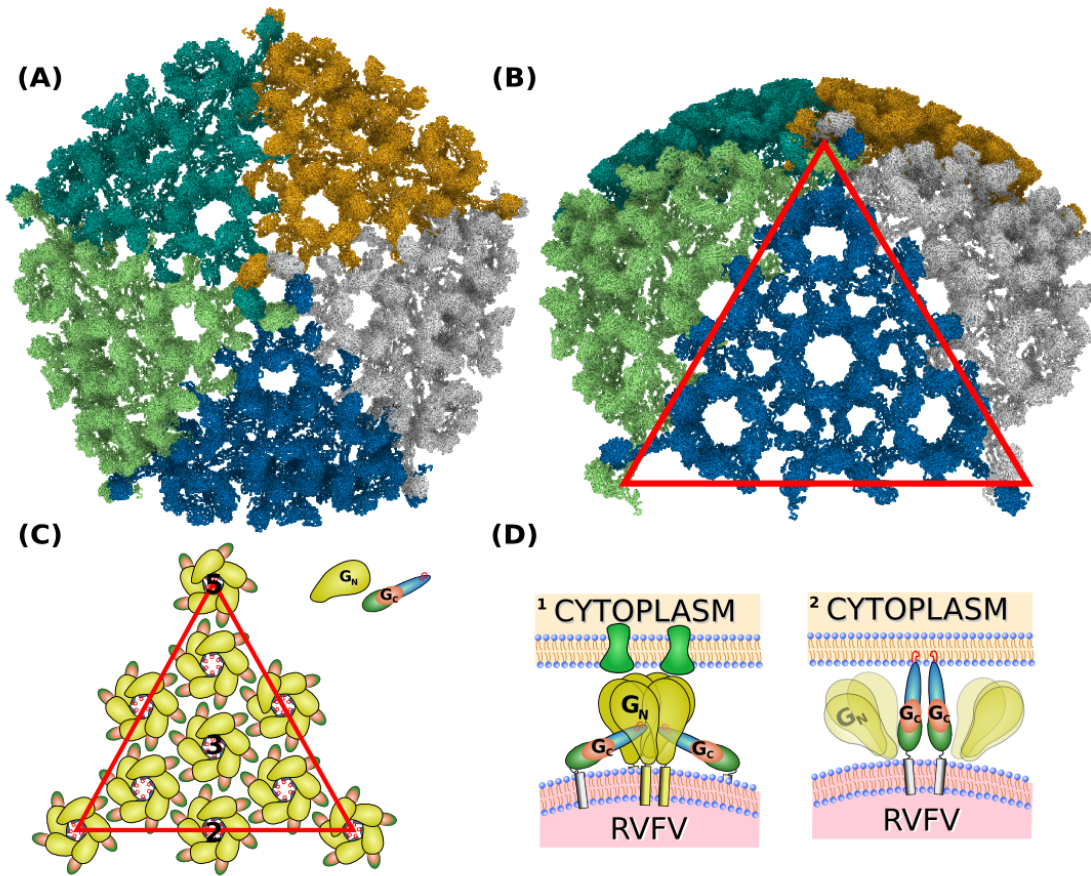 (A)
(B)
(C)
(D)
5
3
2
GN
GC
1 CYTOPLASM
GN
GC
GC
RVFV
2 CYTOPLASM
GN
GC
GC
RVFV